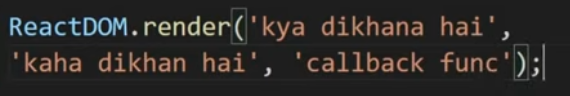 ReactDOM.render('kya dikhana hai',
'kaha dikhan hai', 'callback func');